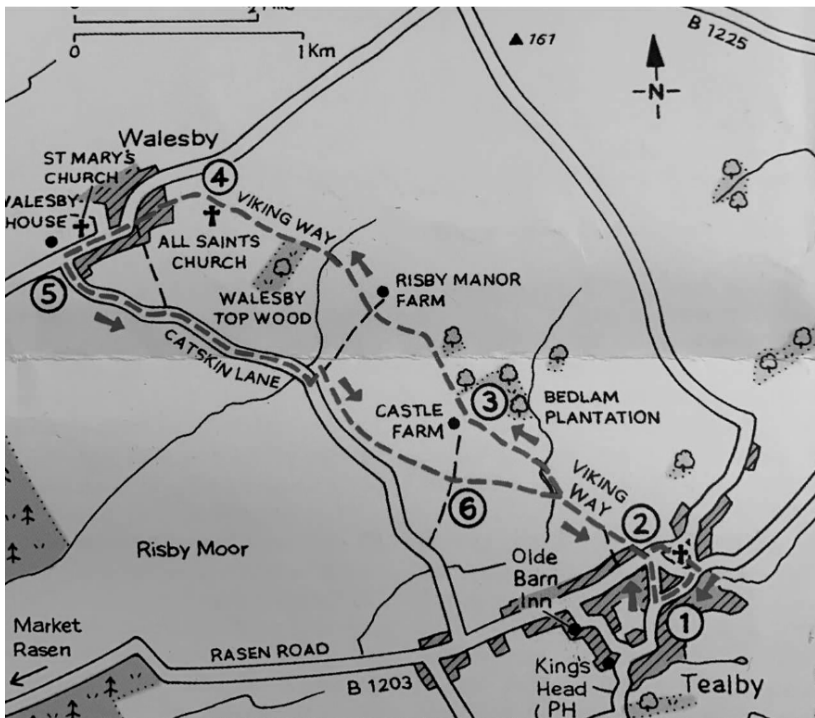 0
1 Km
161
B 1225
N
Walesby
ST MARY'S
CHURCH
WALESBY
HOUSE
4
VIKING WAY
ALL SAINTS
CHURCH
RISBY MANOR
FARM
WALESBY
TOP WOOD
5
CATSKIN LANE
CASTLE
FARM
3
BEDLAM
PLANTATION
VIKING
WAY
6
2
Risby Moor
Olde
Barn
Inn
1
Market
Rasen
RASEN ROAD
B 1203
King's
Head
(PH
Tealby